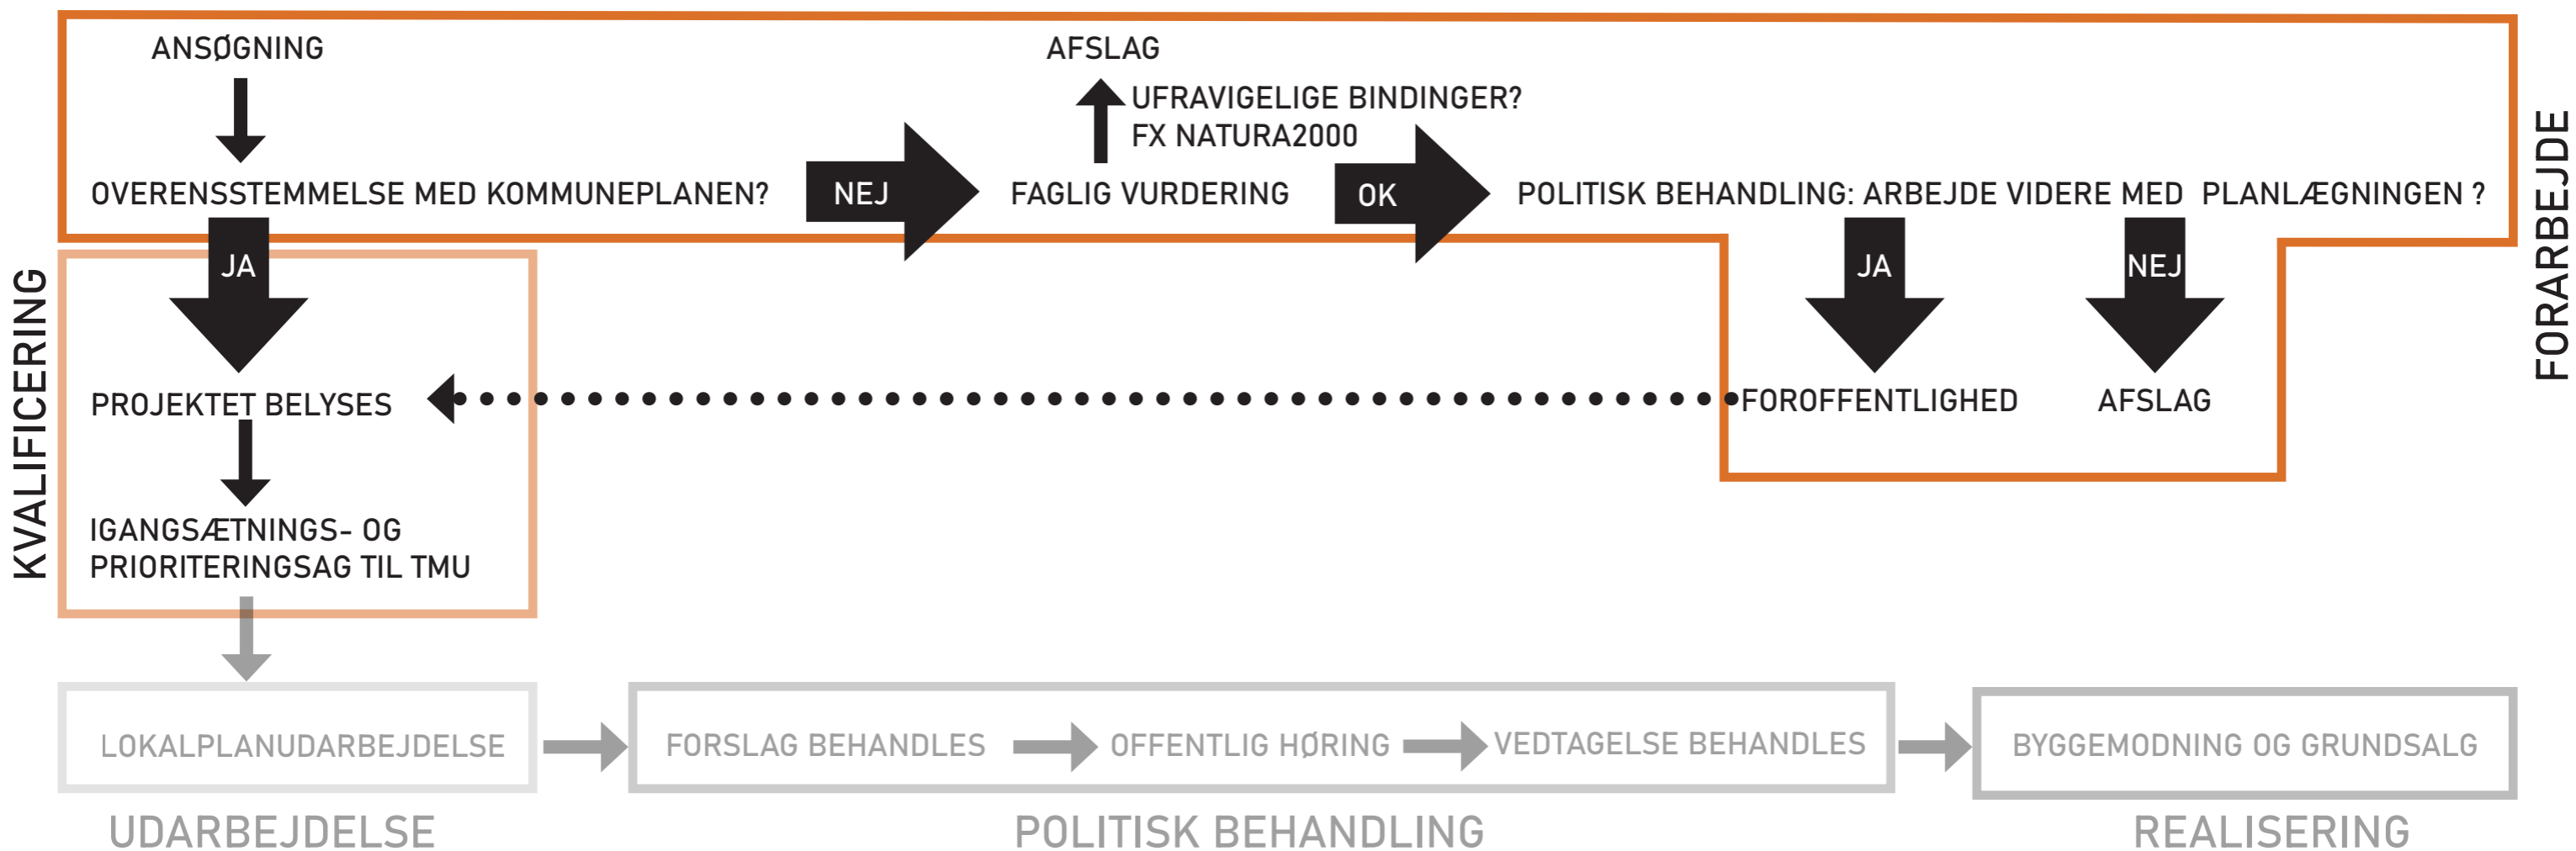 ANSØGNING
AFSLAG
UFRAVIGELIGE BINDINGER?
FX NATURA2000
OVERENSSTEMMELSE MED KOMMUNEPLANEN?
NEJ
FAGLIG VURDERING
OK
POLITISK BEHANDLING: ARBEJDE VIDERE MED PLANLÆGNINGEN ?
FORARBEJDE
JA
JA
NEJ
KVALIFICERING
PROJEKTET BELYSES
FOROFFENTLIGHED
AFSLAG
IGANGSÆTNINGS- OG
PRIORITERINGSAG TIL TMU
LOKALPLANUDARBEJDELSE
FORSLAG BEHANDLES
OFFENTLIG HØRING
VEDTAGELSE BEHANDLES
BYGGEMODNING OG GRUNDSALG
UDARBEJDELSE
POLITISK BEHANDLING
REALISERING